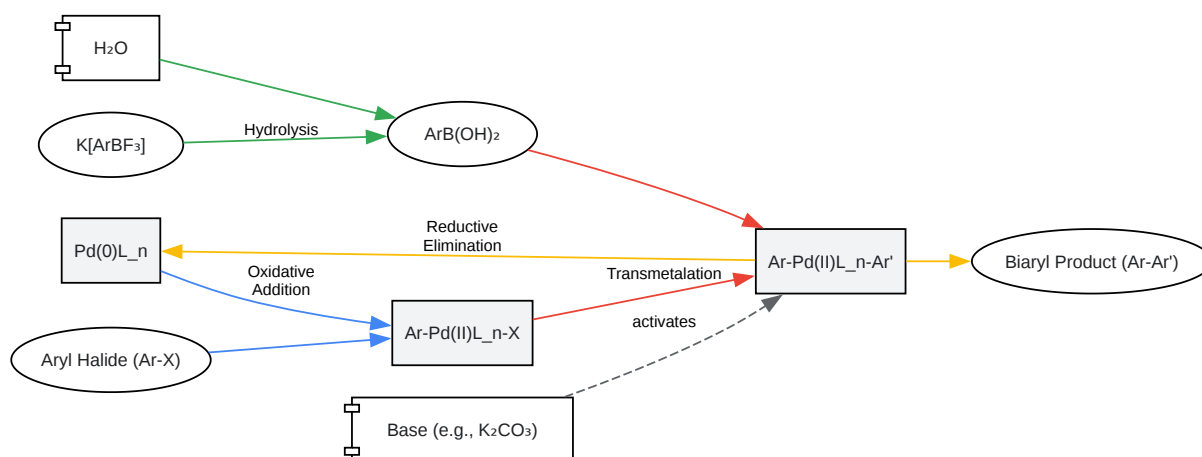 H₂O
Hydrolysis
K[ArBF₃]
ArB(OH)₂
Reductive
Elimination
Pd(0)L_n
Oxidative
Addition
Transmetalation
Ar-Pd(II)L_n-Ar'
Biaryl Product (Ar-Ar')
Ar-Pd(II)L_n-X
activates
Aryl Halide (Ar-X)
Base (e.g., K₂CO₃)